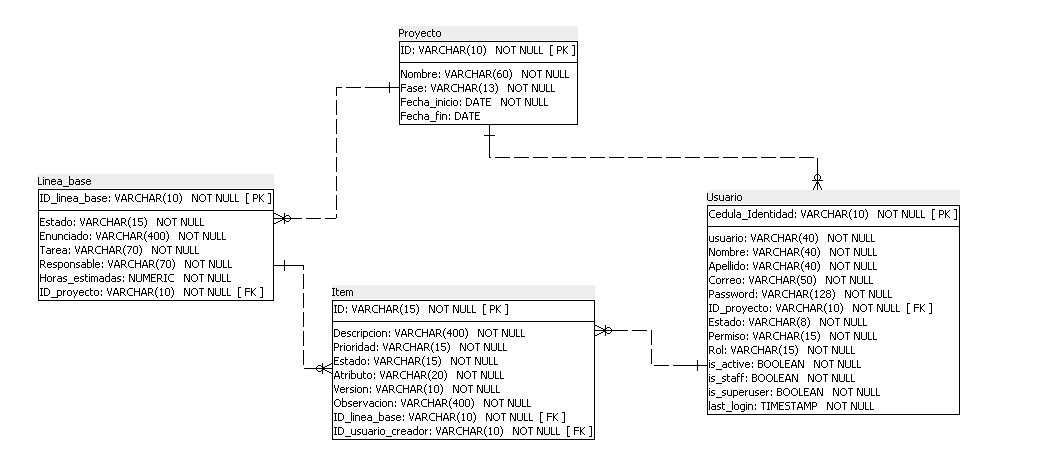 Proyecto
ID: VARCHAR(10) NOT NULL [ PK ]
Nombre: VARCHAR(60) NOT NULL
Fase: VARCHAR(13) NOT NULL
Fecha_inicio: DATE NOT NULL
Fecha_fin: DATE
Linea_base
ID_linea_base: VARCHAR(10) NOT NULL [ PK ]
Estado: VARCHAR(15) NOT NULL
Enunciado: VARCHAR(400) NOT NULL
Tarea: VARCHAR(70) NOT NULL
Responsable: VARCHAR(70) NOT NULL
Horas_estimadas: NUMERIC NOT NULL
ID_proyecto: VARCHAR(10) NOT NULL [ FK ]
Usuario
Cedula_Identidad: VARCHAR(10) NOT NULL [ PK ]
usuario: VARCHAR(40) NOT NULL
Nombre: VARCHAR(40) NOT NULL
Apellido: VARCHAR(40) NOT NULL
Correo: VARCHAR(50) NOT NULL
Password: VARCHAR(128) NOT NULL
ID_proyecto: VARCHAR(10) NOT NULL [ FK ]
Estado: VARCHAR(8) NOT NULL
Permiso: VARCHAR(15) NOT NULL
Rol: VARCHAR(15) NOT NULL
is_active: BOOLEAN NOT NULL
is_staff: BOOLEAN NOT NULL
is_superuser: BOOLEAN NOT NULL
last_login: TIMESTAMP NOT NULL
Item
ID: VARCHAR(15) NOT NULL [ PK ]
Descripcion: VARCHAR(400) NOT NULL
Prioridad: VARCHAR(15) NOT NULL
Estado: VARCHAR(15) NOT NULL
Atributo: VARCHAR(20) NOT NULL
Version: VARCHAR(10) NOT NULL
Observacion: VARCHAR(400) NOT NULL
ID_linea_base: VARCHAR(10) NOT NULL [ FK ]
ID_usuario_creador: VARCHAR(10) NOT NULL [ FK ]